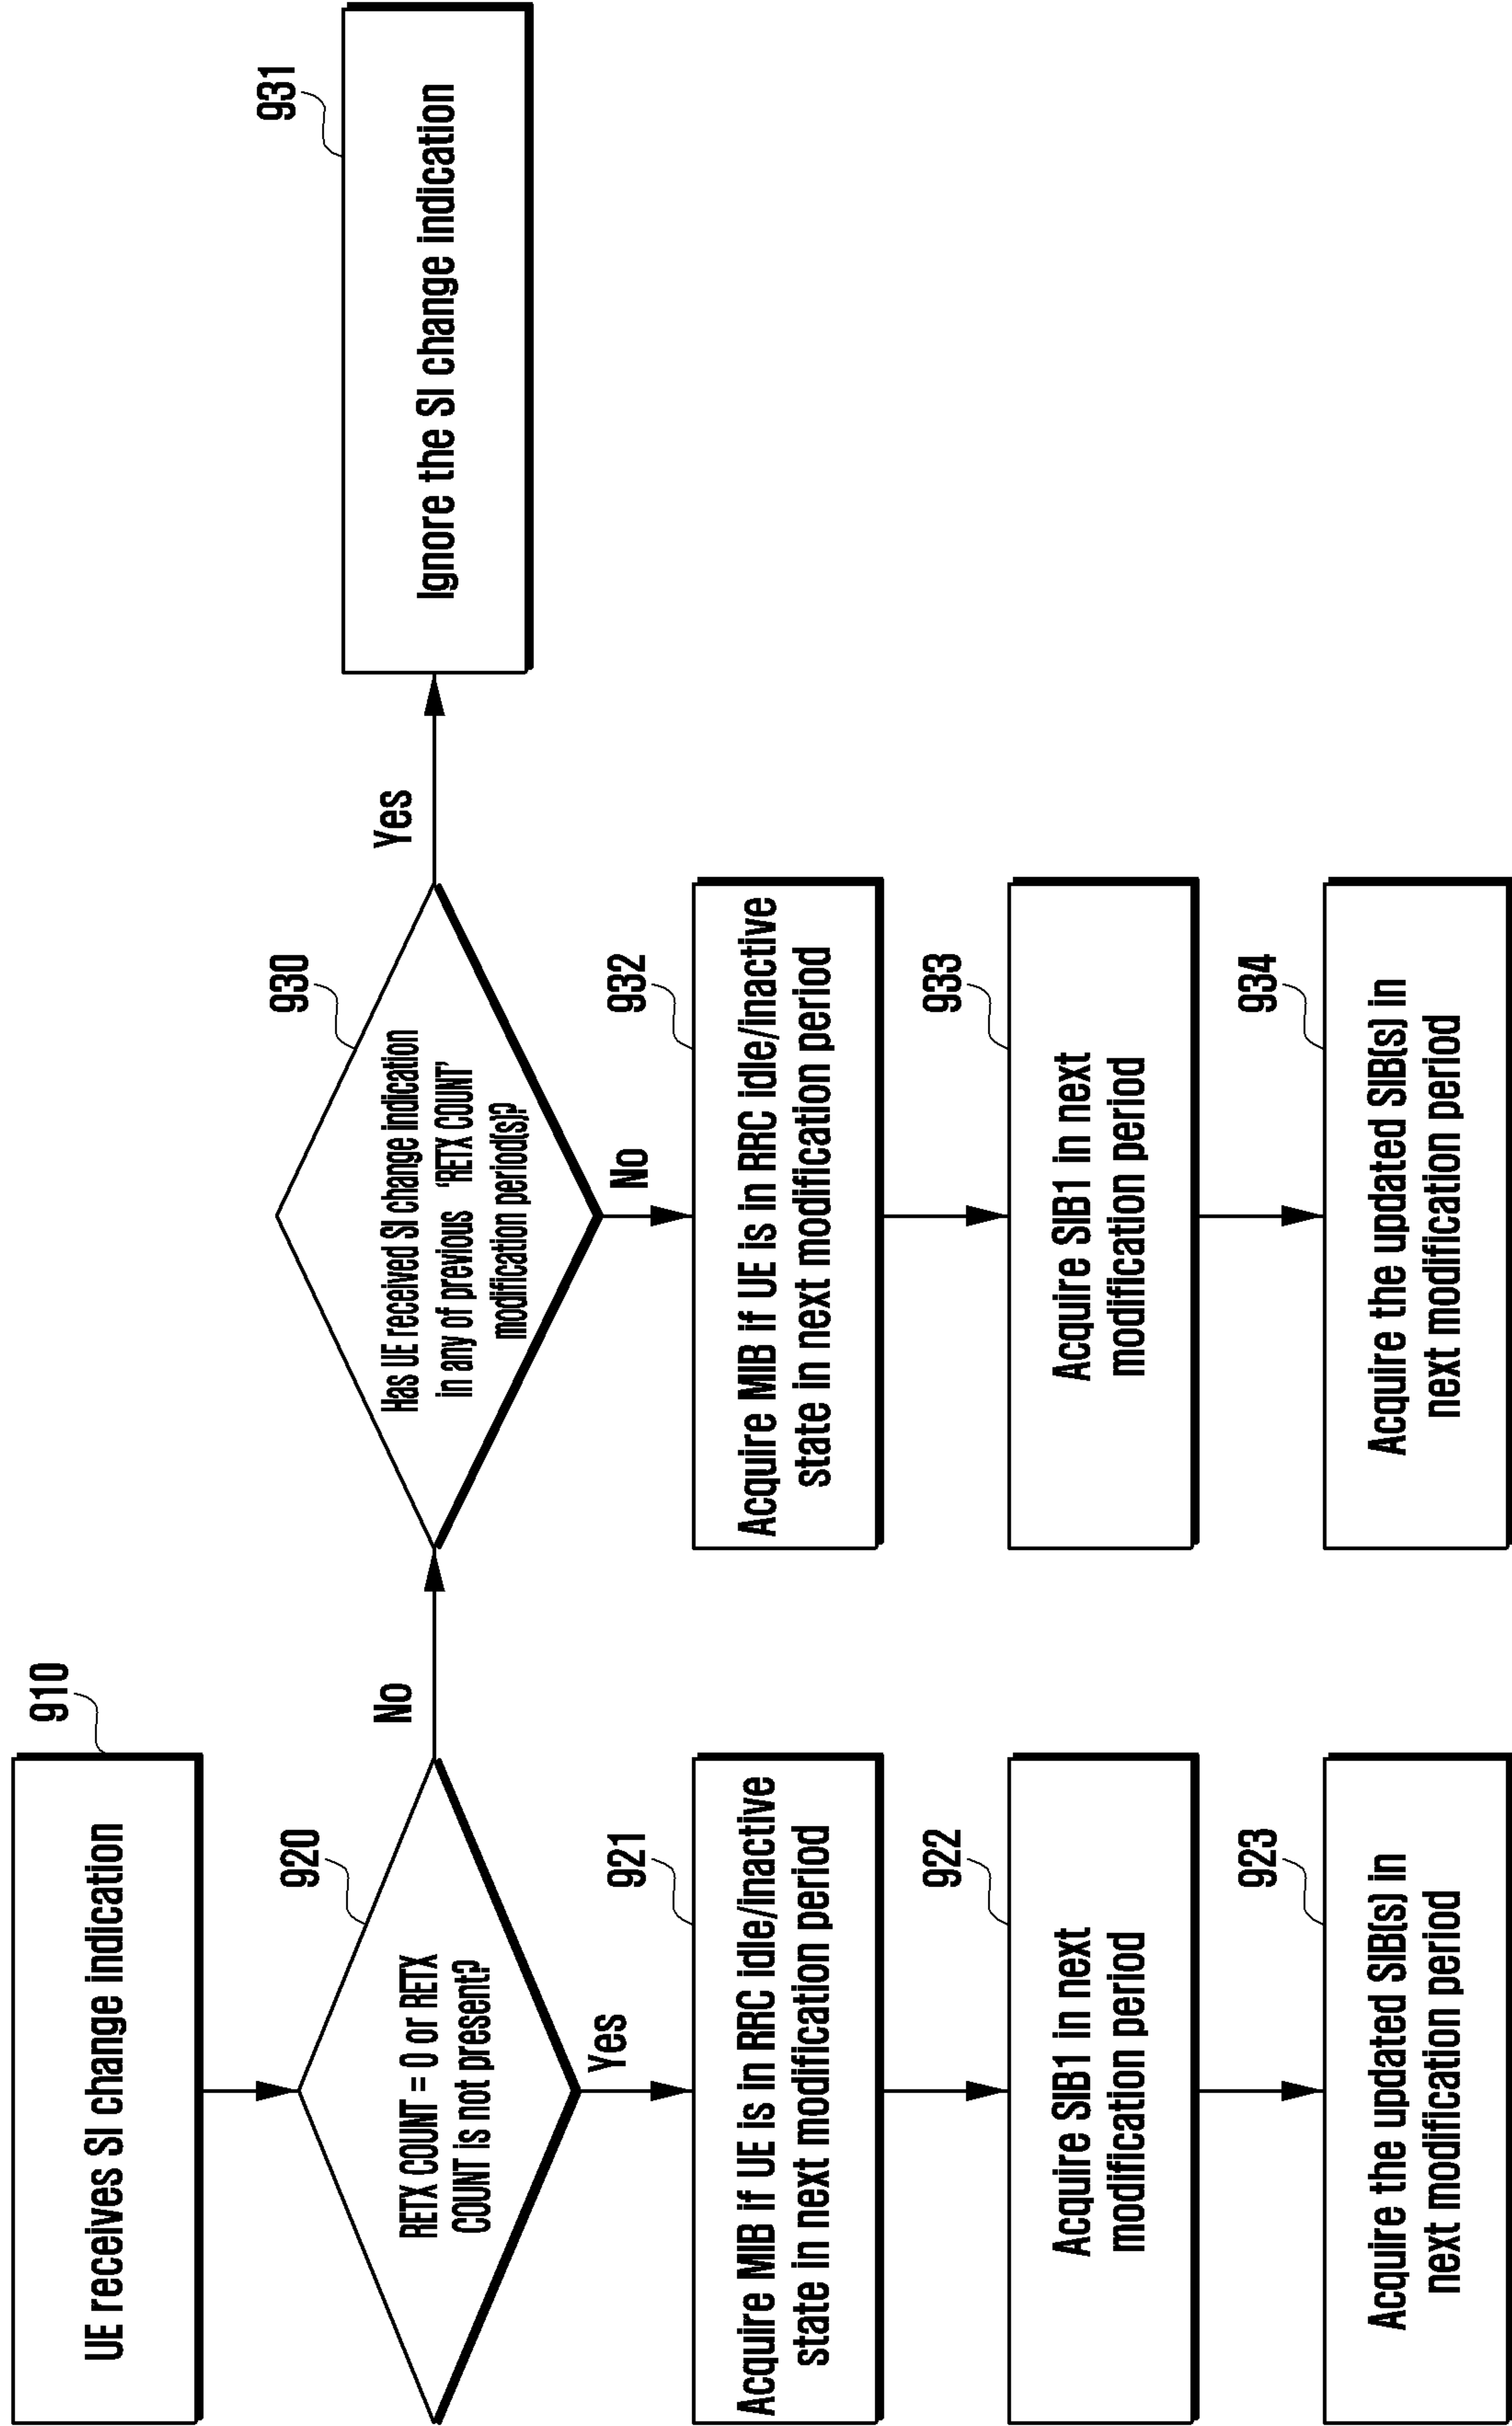 910
UE receives SI change indication
920
RETX COUNT = 0 or RETX
COUNT is not present?
No
Yes
921
Acquire MIB if UE is in RRC idle/inactive
state in next modification period
922
Acquire SIB1 in next
modification period
923
Acquire the updated SIB(s) in
next modification period
930
Has UE received SI change indication
in any of previous ‘RETX COUNT’
modification period(s)?
Yes
No
931
Ignore the SI change indication
932
Acquire MIB if UE is in RRC idle/inactive
state in next modification period
933
Acquire SIB1 in next
modification period
934
Acquire the updated SIB(s) in
next modification period